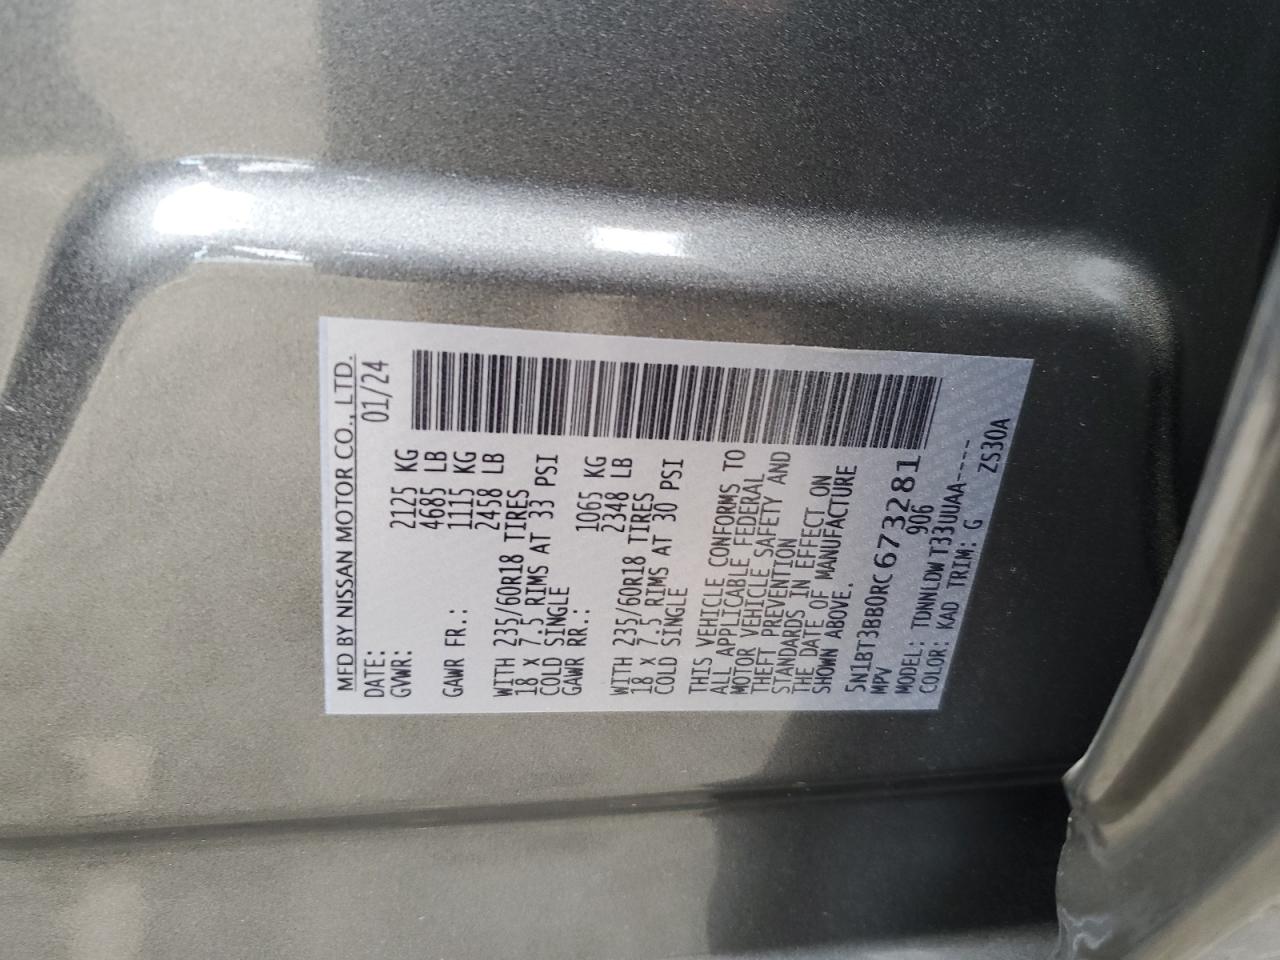 MFD BY NISSAN MOTOR CO., LTD.
DATE: 01/24
GVWR: 2125 KG
4685 LB
GAWR FR.: 1115 KG
2458 LB
WITH 235/60R18 TIRES
18 X 7.5 RIMS AT 33 PSI
COLD SINGLE
GAWR RR.: 1065 KG
2348 LB
WITH 235/60R18 TIRES
18 X 7.5 RIMS AT 30 PSI
COLD SINGLE
THIS VEHICLE CONFORMS TO
ALL APPLICABLE FEDERAL
MOTOR VEHICLE SAFETY AND
THEFT PREVENTION
STANDARDS IN EFFECT ON
THE DATE OF MANUFACTURE
SHOWN ABOVE.
5N1BT3BB0RC673281
MPV 906
MODEL: TDNNLDWT33UUAA----
COLOR: KAD TRIM: G ZS30A